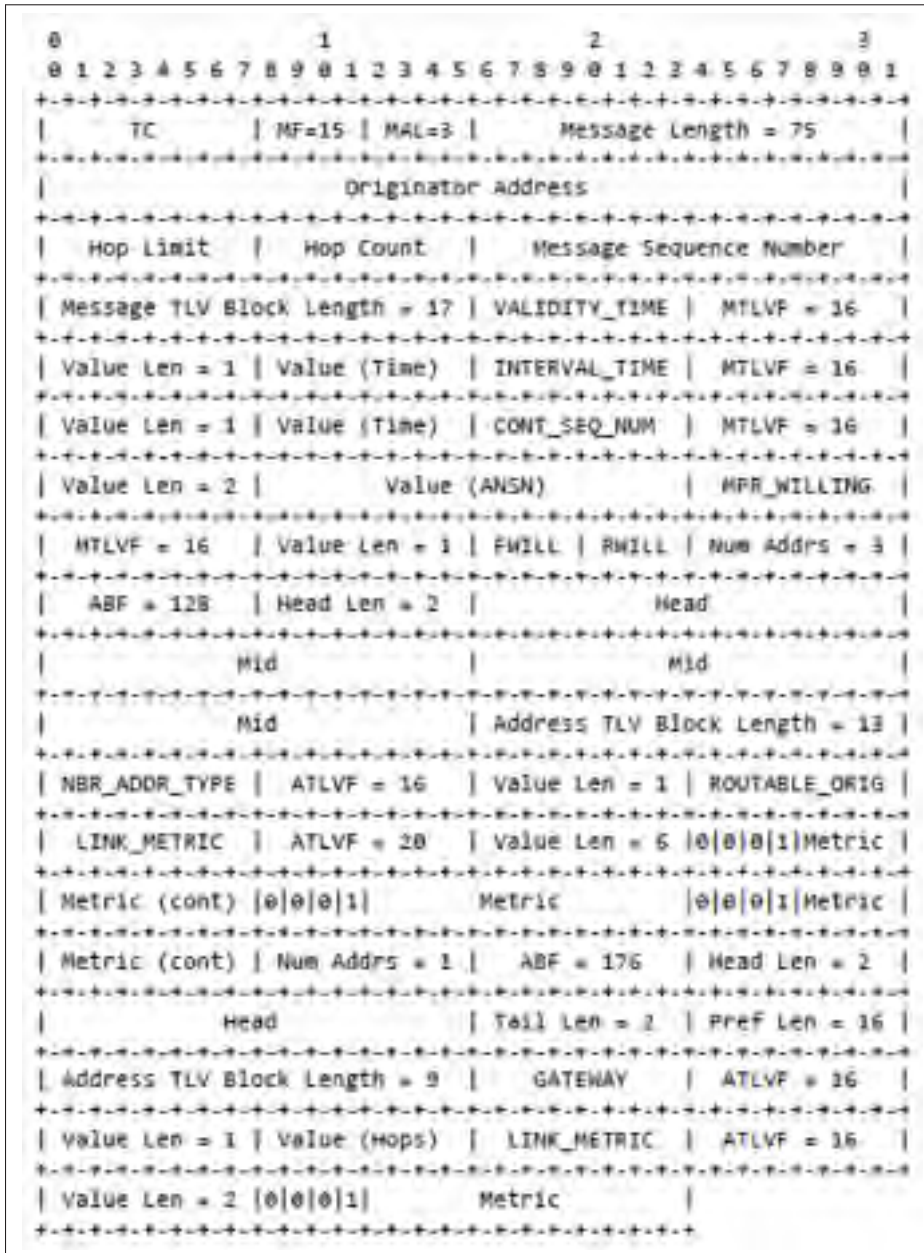 0                   1                   2                   3
0 1 2 3 4 5 6 7 8 9 0 1 2 3 4 5 6 7 8 9 0 1 2 3 4 5 6 7 8 9 0 1
+-+-+-+-+-+-+-+-+-+-+-+-+-+-+-+-+-+-+-+-+-+-+-+-+-+-+-+-+-+-+-+-+
| TC | MF=15 | MAL=3 | Message Length = 75
+-+-+-+-+-+-+-+-+-+-+-+-+-+-+-+-+-+-+-+-+-+-+-+-+-+-+-+-+-+-+-+-+
| Originator Address |
+-+-+-+-+-+-+-+-+-+-+-+-+-+-+-+-+-+-+-+-+-+-+-+-+-+-+-+-+-+-+-+-+
| Hop Limit | Hop Count | Message Sequence Number |
+-+-+-+-+-+-+-+-+-+-+-+-+-+-+-+-+-+-+-+-+-+-+-+-+-+-+-+-+-+-+-+-+
| Message TLV Block Length = 17 | VALIDITY_TIME | MTLVF = 16 |
+-+-+-+-+-+-+-+-+-+-+-+-+-+-+-+-+-+-+-+-+-+-+-+-+-+-+-+-+-+-+-+-+
| Value Len = 1 | Value (Time) | INTERVAL_TIME | MTLVF = 16 |
+-+-+-+-+-+-+-+-+-+-+-+-+-+-+-+-+-+-+-+-+-+-+-+-+-+-+-+-+-+-+-+-+
| Value Len = 1 | Value (Time) | CONT_SEQ_NUM | MTLVF = 16 |
+-+-+-+-+-+-+-+-+-+-+-+-+-+-+-+-+-+-+-+-+-+-+-+-+-+-+-+-+-+-+-+-+
| Value Len = 2 | Value (ANSN) | MPR_WILLING |
+-+-+-+-+-+-+-+-+-+-+-+-+-+-+-+-+-+-+-+-+-+-+-+-+-+-+-+-+-+-+-+-+
| MTLVF = 16 | Value Len = 1 | FWILL | RWILL | Num Addrs = 3 |
+-+-+-+-+-+-+-+-+-+-+-+-+-+-+-+-+-+-+-+-+-+-+-+-+-+-+-+-+-+-+-+-+
| ABF = 128 | Head Len = 2 | Head |
+-+-+-+-+-+-+-+-+-+-+-+-+-+-+-+-+-+-+-+-+-+-+-+-+-+-+-+-+-+-+-+-+
| Mid | Mid |
+-+-+-+-+-+-+-+-+-+-+-+-+-+-+-+-+-+-+-+-+-+-+-+-+-+-+-+-+-+-+-+-+
| Mid | Address TLV Block Length = 13 |
+-+-+-+-+-+-+-+-+-+-+-+-+-+-+-+-+-+-+-+-+-+-+-+-+-+-+-+-+-+-+-+-+
| NBR_ADDR_TYPE | ATLVF = 16 | Value Len = 1 | ROUTABLE_ORIG |
+-+-+-+-+-+-+-+-+-+-+-+-+-+-+-+-+-+-+-+-+-+-+-+-+-+-+-+-+-+-+-+-+
| LINK_METRIC | ATLVF = 20 | Value Len = 6 |0|0|0|1|Metric |
+-+-+-+-+-+-+-+-+-+-+-+-+-+-+-+-+-+-+-+-+-+-+-+-+-+-+-+-+-+-+-+-+
| Metric (cont) |0|0|0|1| Metric |0|0|0|1|Metric |
+-+-+-+-+-+-+-+-+-+-+-+-+-+-+-+-+-+-+-+-+-+-+-+-+-+-+-+-+-+-+-+-+
| Metric (cont) | Num Addrs = 1 | ABF = 176 | Head Len = 2 |
+-+-+-+-+-+-+-+-+-+-+-+-+-+-+-+-+-+-+-+-+-+-+-+-+-+-+-+-+-+-+-+-+
| Head | Tail Len = 2 | Pref Len = 16 |
+-+-+-+-+-+-+-+-+-+-+-+-+-+-+-+-+-+-+-+-+-+-+-+-+-+-+-+-+-+-+-+-+
| Address TLV Block Length = 9 | GATEWAY | ATLVF = 16 |
+-+-+-+-+-+-+-+-+-+-+-+-+-+-+-+-+-+-+-+-+-+-+-+-+-+-+-+-+-+-+-+-+
| Value Len = 1 | Value (Hops) | LINK_METRIC | ATLVF = 16 |
+-+-+-+-+-+-+-+-+-+-+-+-+-+-+-+-+-+-+-+-+-+-+-+-+-+-+-+-+-+-+-+-+
| Value Len = 2 |0|0|0|1| Metric |
+-+-+-+-+-+-+-+-+-+-+-+-+-+-+-+-+-+-+-+-+-+-+-+-+